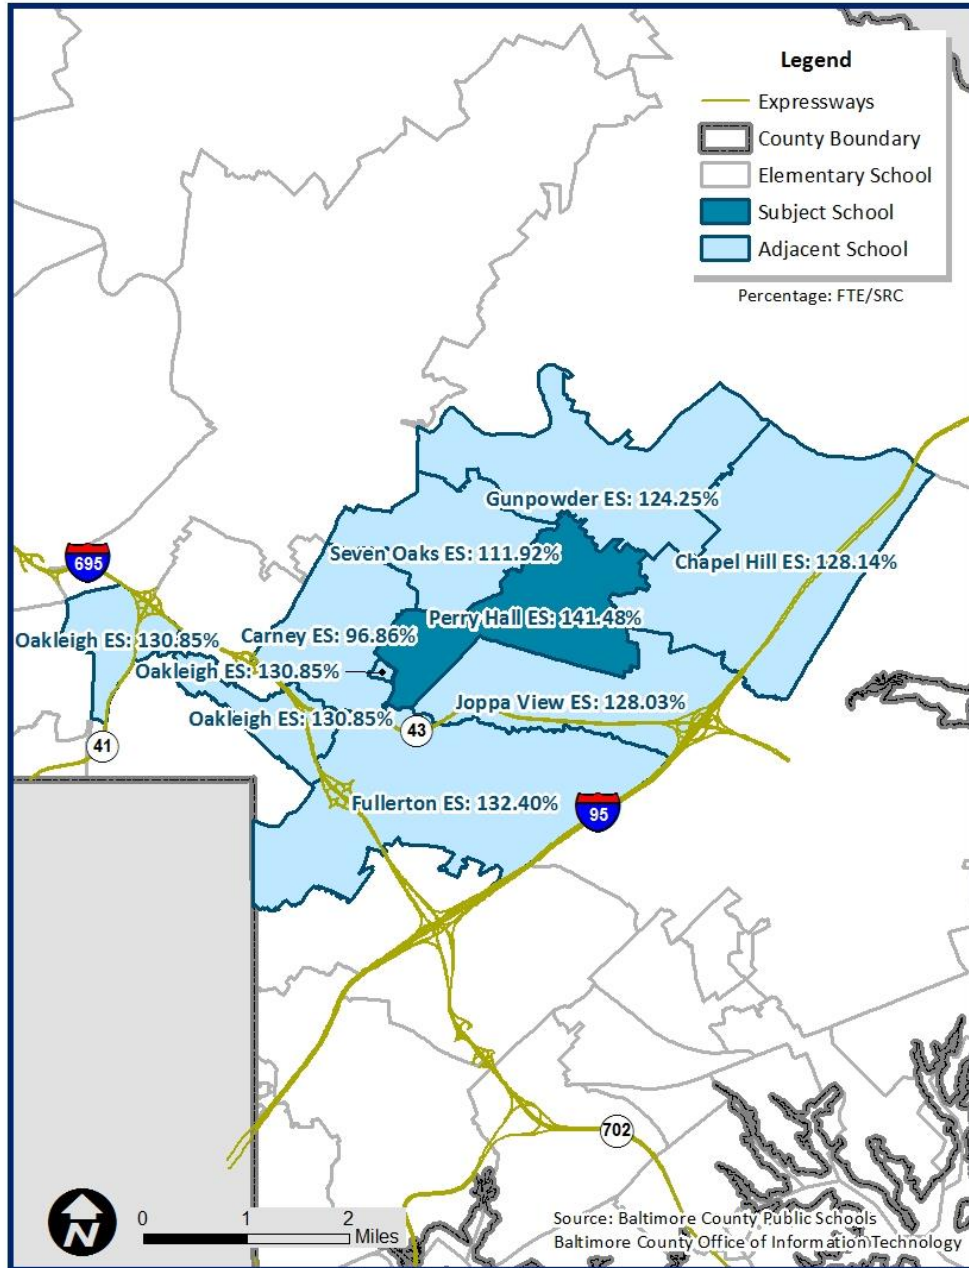 Legend
Expressways
County Boundary
Elementary School
Subject School
Adjacent School
Percentage: FTE/SRC
Gunpowder ES: 124.25%
Seven Oaks ES: 111.92%
Chapel Hill ES: 128.14%
695
Perry Hall ES: 141.48%
Oakleigh ES: 130.85%
Carney ES: 96.86%
Oakleigh ES: 130.85%
Joppa View ES: 128.03%
Oakleigh ES: 130.85%
43
41
Fullerton ES: 132.40%
95
702
N
0 1 2
Miles
Source: Baltimore County Public Schools
Baltimore County Office of Information Technology